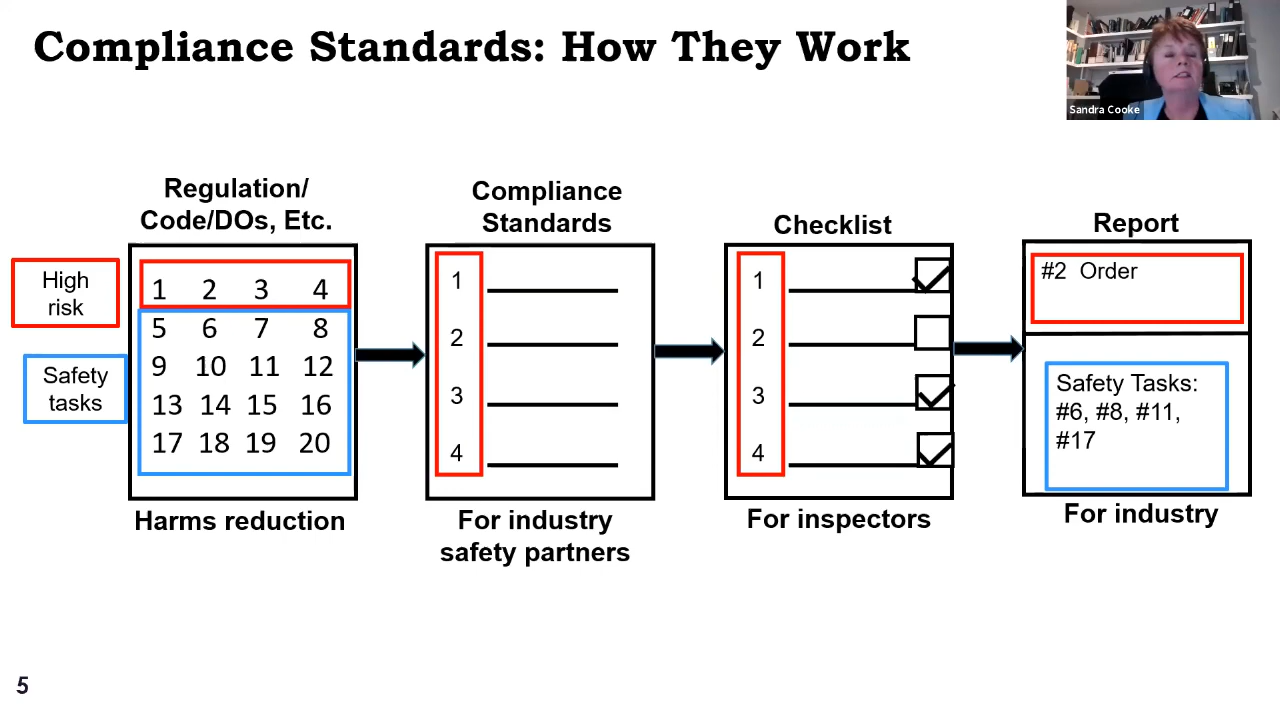 Compliance Standards: How They Work
Sandra Cooke
High
risk
Safety
tasks
Regulation/
Code/DOs, Etc.
1 2 3 4
5 6 7 8
9 10 11 12
13 14 15 16
17 18 19 20
Harms reduction
Compliance
Standards
1
2
3
4
For industry
safety partners
Checklist
1
2
3
4
For inspectors
Report
#2 Order
Safety Tasks:
#6, #8, #11,
#17
For industry
5